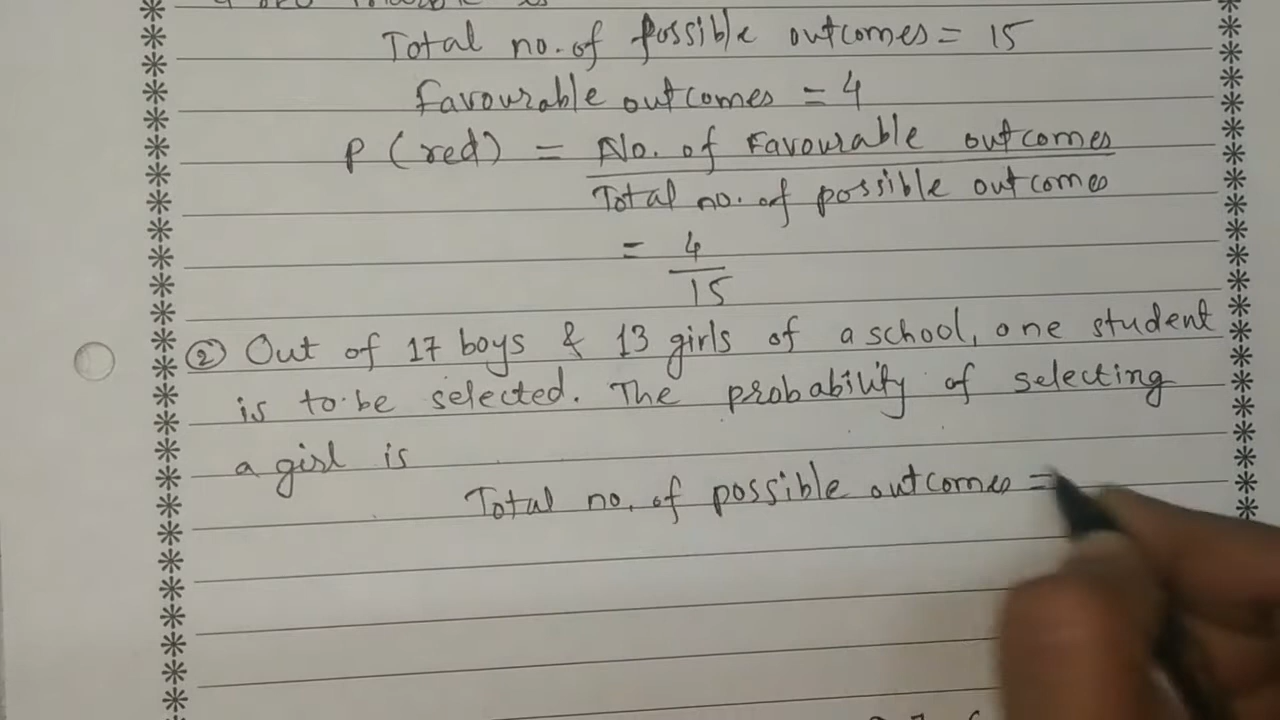 Total no. of possible outcomes = 15
Favourable outcomes = 4
P (red) = No. of Favourable outcomes
Total no. of possible outcomes
= 4
15
② Out of 17 boys & 13 girls of a school, one student
is to be selected. The probability of selecting
a girl is
Total no. of possible outcomes =